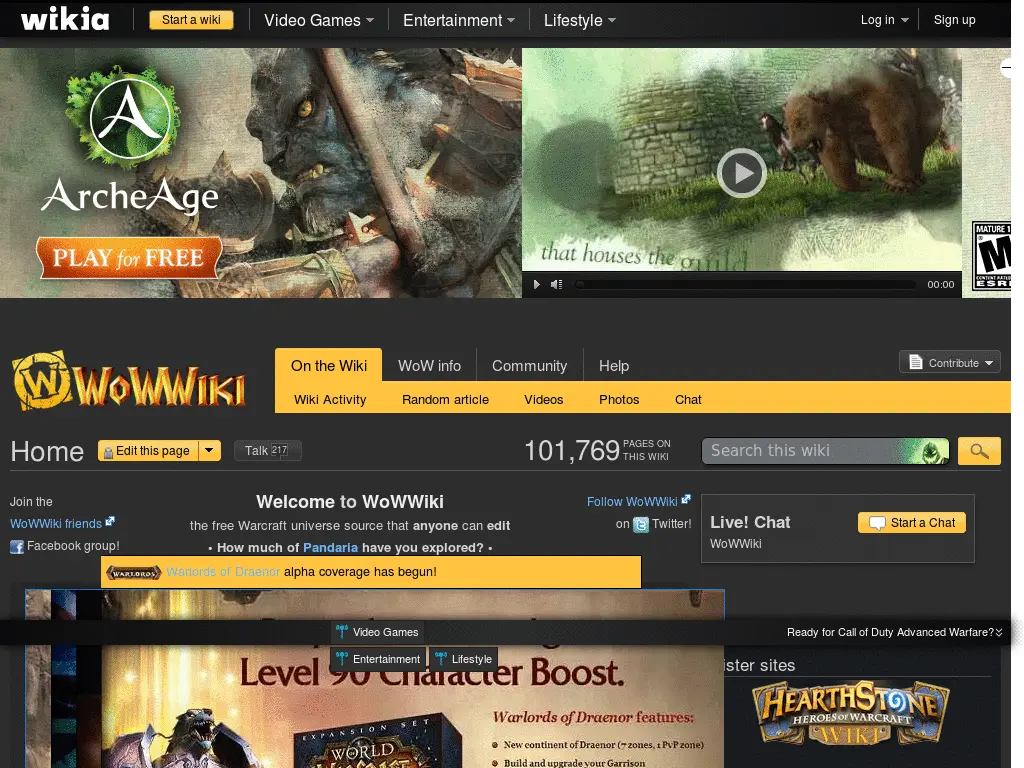 wikia
Start a wiki
Video Games
Entertainment
Lifestyle
Log in
Sign up
A
ArcheAge
PLAY for FREE
that houses the guild
00:00
MATURE 1
M
ESRB
W WoWWiki
On the Wiki
WoW info
Community
Help
Contribute
Wiki Activity
Random article
Videos
Photos
Chat
Home
Edit this page
Talk 217
101,769 PAGES ON THIS WIKI
Search this wiki
Join the
WoWWiki friends
Facebook group!
Welcome to WoWWiki
the free Warcraft universe source that anyone can edit
• How much of Pandaria have you explored? •
Follow WoWWiki
on Twitter!
Live! Chat
WoWWiki
Start a Chat
WARLORDS Warlords of Draenor alpha coverage has begun!
Video Games
Ready for Call of Duty Advanced Warfare?
Entertainment
Lifestyle
ister sites
Level 90 Character Boost.
HEARTHSTONE
HEROES OF WARCRAFT
WIKI
Warlords of Draenor features:
EXPANSION SET
WORLD
New continent of Draenor (7 zones, 1 PvP zone)
Build and upgrade your Garrison